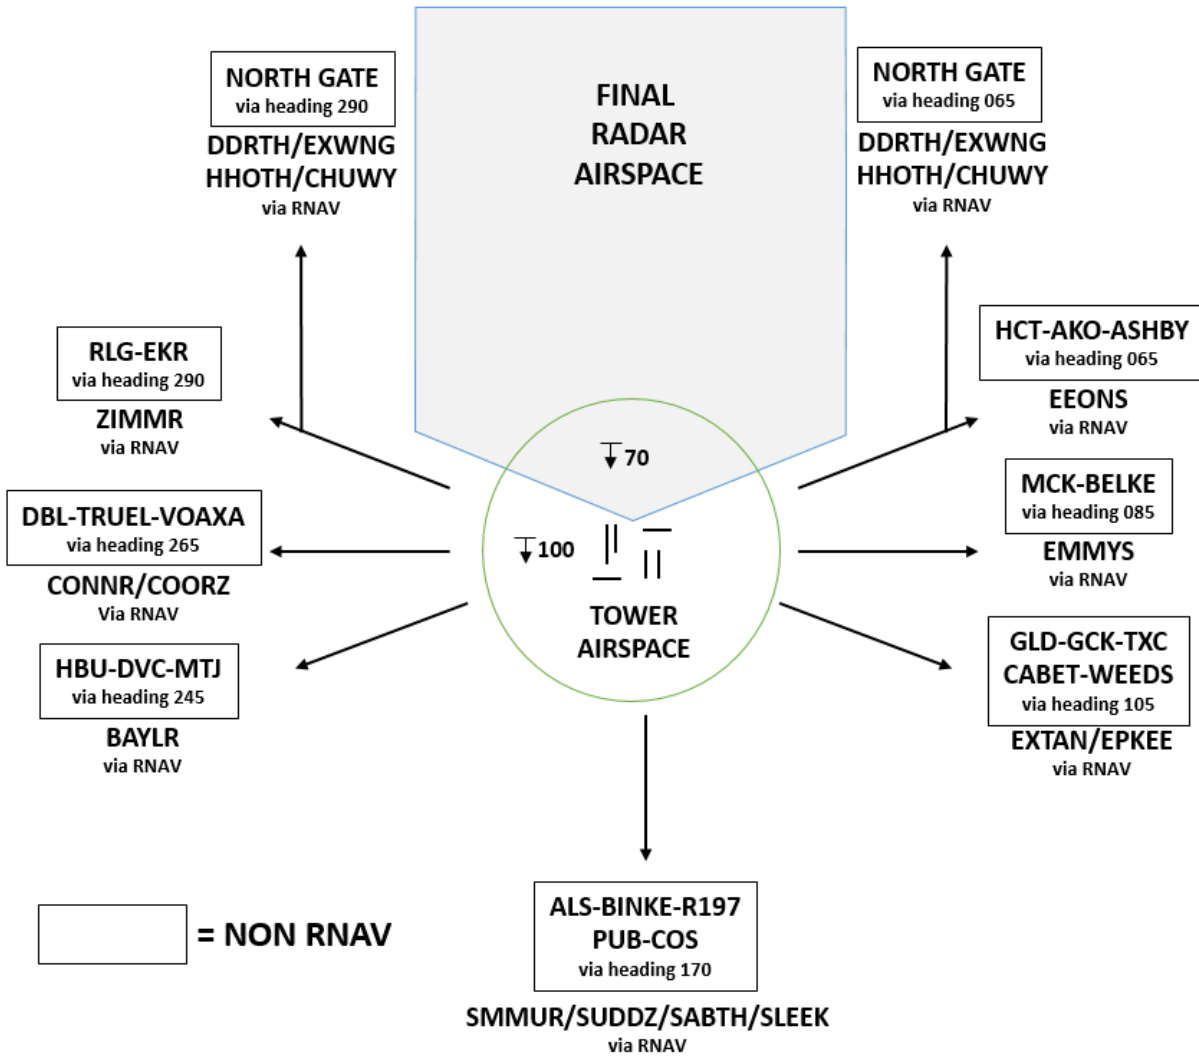 NORTH GATE
via heading 290
DDRTH/EXWNG
HHOTH/CHUWY
via RNAV
FINAL
RADAR
AIRSPACE
NORTH GATE
via heading 065
DDRTH/EXWNG
HHOTH/CHUWY
via RNAV
RLG-EKR
via heading 290
ZIMMR
via RNAV
HCT-AKO-ASHBY
via heading 065
EEONS
via RNAV
70
DBL-TRUEL-VOAXA
via heading 265
CONNR/COORZ
Via RNAV
100
MCK-BELKE
via heading 085
EMMYS
via RNAV
TOWER
AIRSPACE
HBU-DVC-MTJ
via heading 245
BAYLR
via RNAV
GLD-GCK-TXC
CABET-WEEDS
via heading 105
EXTAN/EPKEE
via RNAV
ALS-BINKE-R197
PUB-COS
via heading 170
SMMUR/SUDDZ/SABTH/SLEEK
via RNAV
= NON RNAV